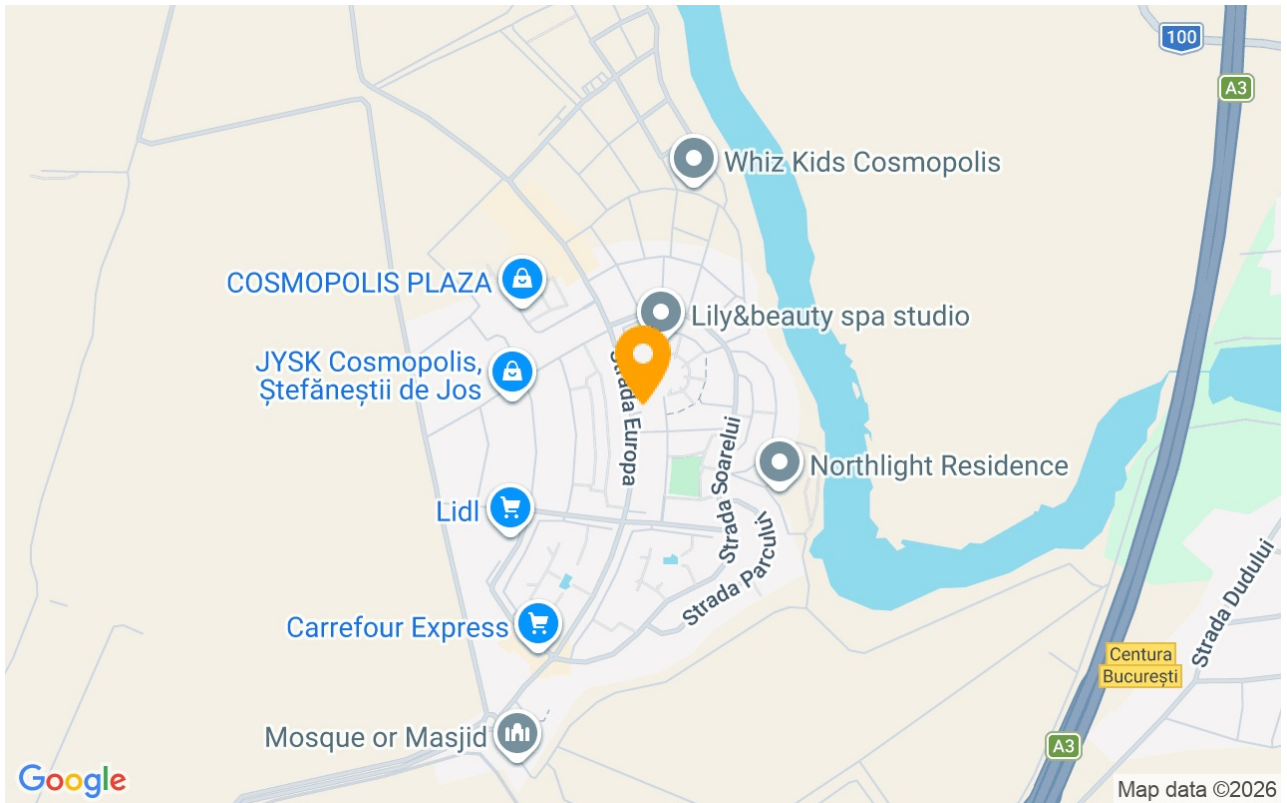 100
A3
Whiz Kids Cosmopolis
COSMOPOLIS PLAZA
Lily&beauty spa studio
JYSK Cosmopolis,
Ștefăneștii de Jos
Strada Europa
Strada Soarelui
Northlight Residence
Lidl
Strada Parcului
Strada Dudului
Carrefour Express
Centura
București
Mosque or Masjid
A3
Google
Map data ©2026